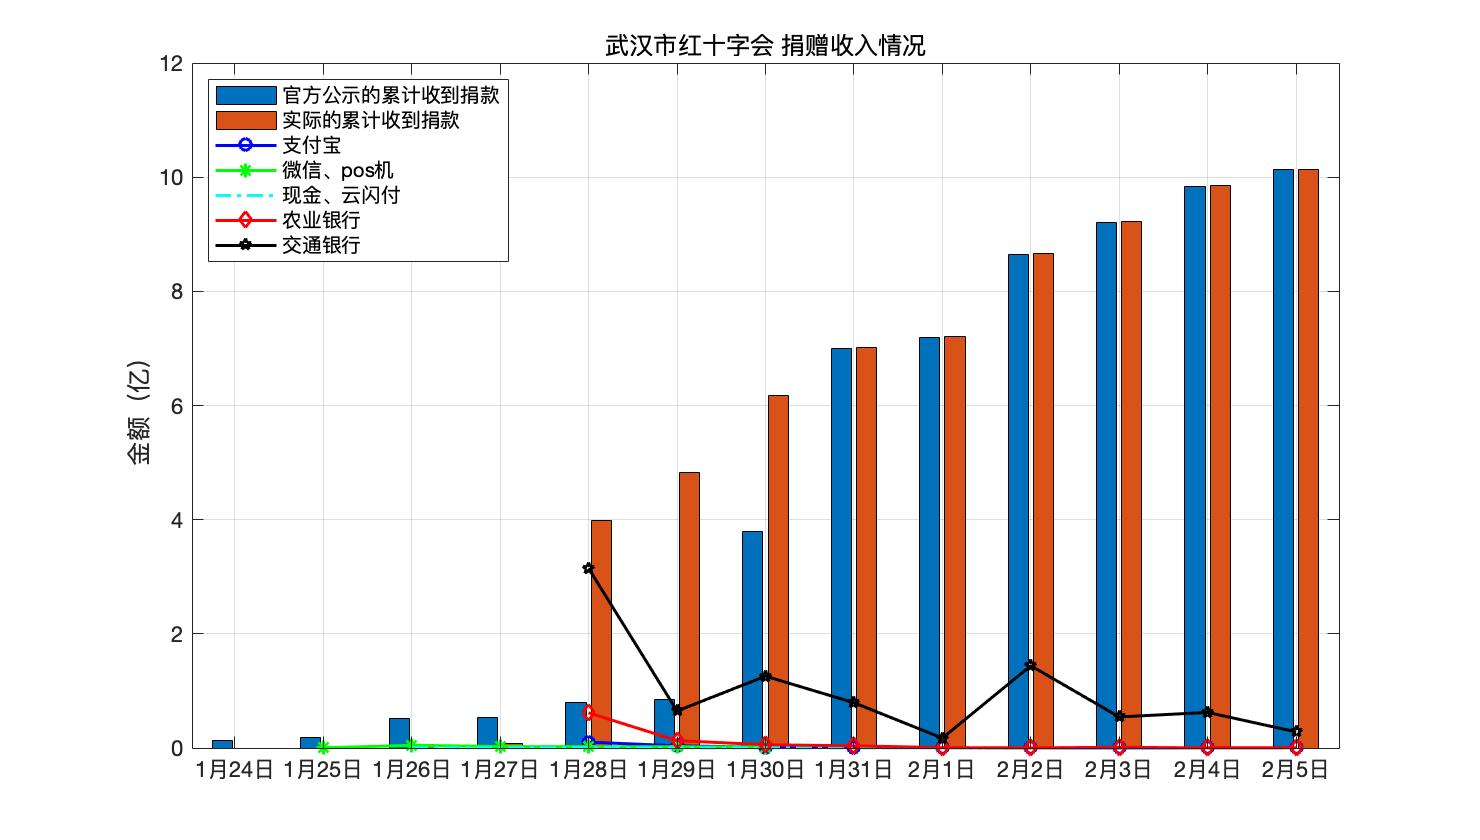 武汉市红十字会 捐赠收入情况
12
10
8
6
4
2
0
金额（亿）
官方公示的累计收到捐款
实际的累计收到捐款
支付宝
微信、pos机
现金、云闪付
农业银行
交通银行
1月24日 1月25日 1月26日 1月27日 1月28日 1月29日 1月30日 1月31日 2月1日 2月2日 2月3日 2月4日 2月5日